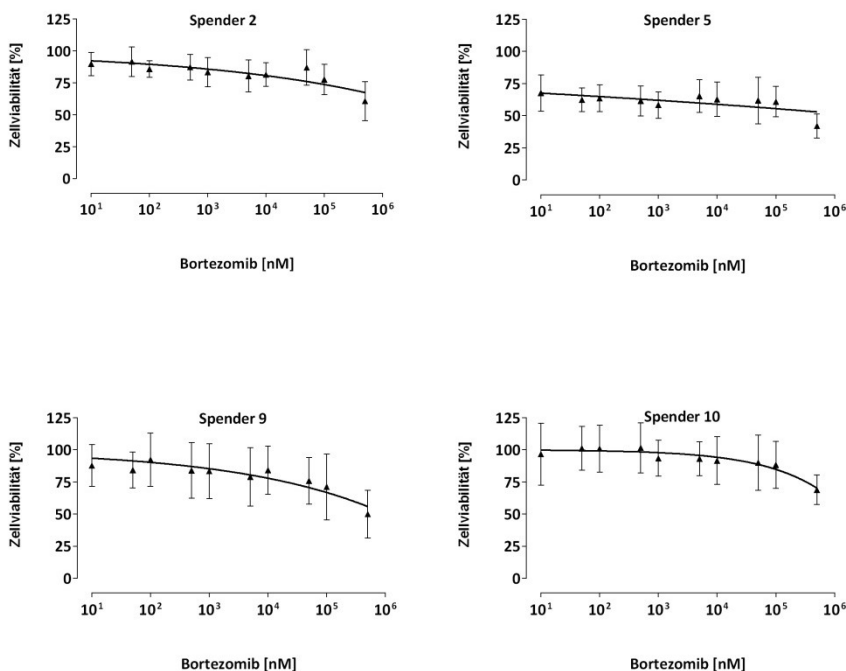 Spender 2
Zellviabilität [%]
125
100
75
50
25
0
10¹ 10² 10³ 10⁴ 10⁵ 10⁶
Bortezomib [nM]
Spender 5
Zellviabilität [%]
125
100
75
50
25
0
10¹ 10² 10³ 10⁴ 10⁵ 10⁶
Bortezomib [nM]
Spender 9
Zellviabilität [%]
125
100
75
50
25
0
10¹ 10² 10³ 10⁴ 10⁵ 10⁶
Bortezomib [nM]
Spender 10
Zellviabilität [%]
125
100
75
50
25
0
10¹ 10² 10³ 10⁴ 10⁵ 10⁶
Bortezomib [nM]